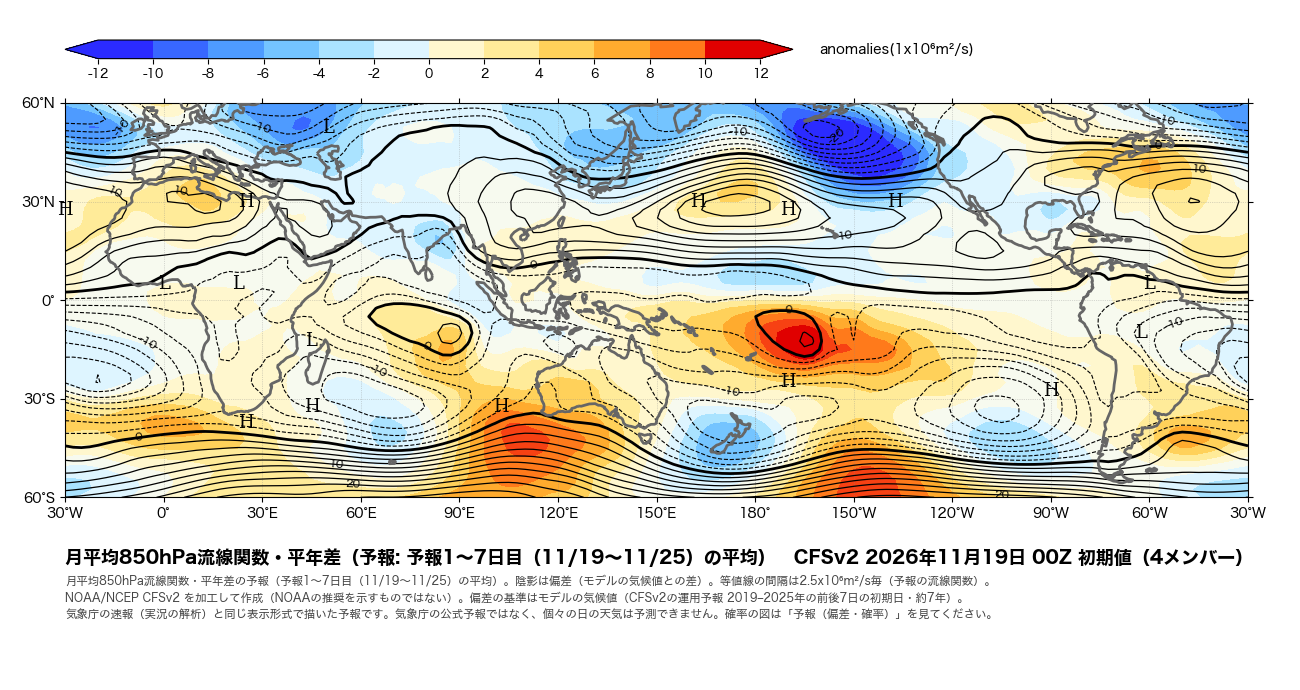 anomalies(1x10⁶m²/s)
-12 -10 -8 -6 -4 -2 0 2 4 6 8 10 12
60°N
30°N
0°
30°S
60°S
30°W 0° 30°E 60°E 90°E 120°E 150°E 180° 150°W 120°W 90°W 60°W 30°W
月平均850hPa流線関数・平年差（予報: 予報1〜7日目（11/19〜11/25）の平均） CFSv2 2026年11月19日 00Z 初期値（4メンバー）
月平均850hPa流線関数・平年差の予報（予報1〜7日目（11/19〜11/25）の平均）。陰影は偏差（モデルの気候値との差）。等値線の間隔は2.5x10⁶m²/s毎（予報の流線関数）。
NOAA/NCEP CFSv2 を加工して作成（NOAAの推奨を示すものではない）。偏差の基準はモデルの気候値（CFSv2の運用予報 2019–2025年の前後7日の初期日・約7年）。
気象庁の速報（実況の解析）と同じ表示形式で描いた予報です。気象庁の公式予報ではなく、個々の日の天気は予測できません。確率の図は「予報（偏差・確率）」を見てください。